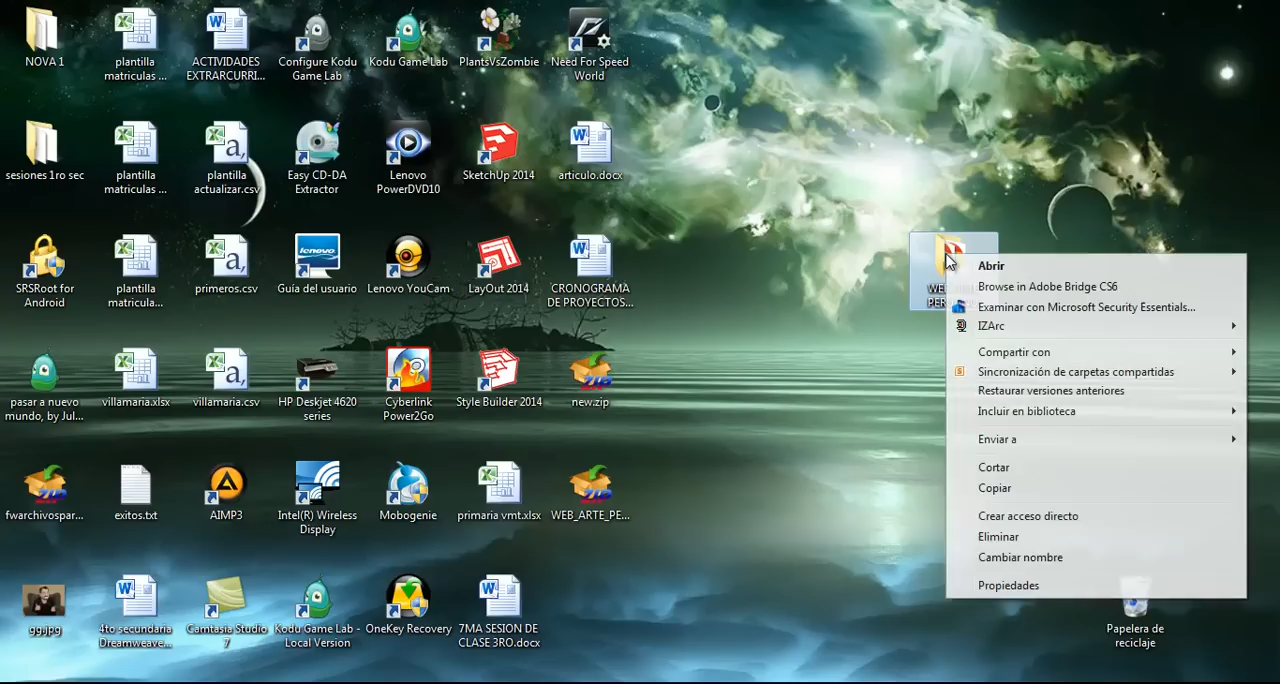 NOVA 1
plantilla
matriculas ...
ACTIVIDADES
EXTRARCURRI...
Configure Kodu
Game Lab
Kodu Game Lab
PlantsVsZombie
Need For Speed
World
sesiones 1ro sec
plantilla
matriculas ...
plantilla
actualizar.csv
Easy CD-DA
Extractor
Lenovo
PowerDVD10
SketchUp 2014
articulo.docx
SRSRoot for
Android
plantilla
matricula...
primeros.csv
lenovo
Guía del usuario
Lenovo YouCam
LayOut 2014
CRONOGRAMA
DE PROYECTOS...
pasar a nuevo
mundo, by Jul...
villamaria.xlsx
villamaria.csv
HP Deskjet 4620
series
Cyberlink
Power2Go
Style Builder 2014
new.zip
fwarchivospar...
exitos.txt
AIMP3
Intel(R) Wireless
Display
Mobogenie
primaria vmt.xlsx
WEB_ARTE_PE...
gg.jpg
4to secundaria
Dreamweave...
Camtasia Studio
7
Kodu Game Lab -
Local Version
OneKey Recovery
7MA SESION DE
CLASE 3RO.docx
Abrir
Browse in Adobe Bridge CS6
Examinar con Microsoft Security Essentials...
IZArc
Compartir con
Sincronización de carpetas compartidas
Restaurar versiones anteriores
Incluir en biblioteca
Enviar a
Cortar
Copiar
Crear acceso directo
Eliminar
Cambiar nombre
Propiedades
Papelera de
reciclaje